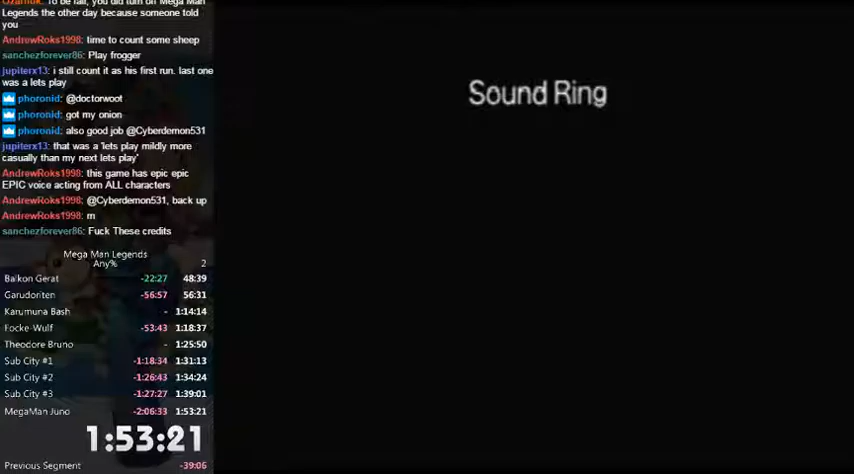 Ozarnok: To be fair, you did turn off Mega Man
Legends the other day because someone told
you
AndrewRoks1998: time to count some sheep
sanchezforever86: Play frogger
jupiterx13: i still count it as his first run. last one
was a lets play
phoronid: @doctorwoot
phoronid: got my onion
phoronid: also good job @Cyberdemon531
jupiterx13: that was a 'lets play mildly more
casually than my next lets play'
AndrewRoks1998: this game has epic epic
EPIC voice acting from ALL characters
AndrewRoks1998: @Cyberdemon531, back up
AndrewRoks1998: m
sanchezforever86: Fuck These credits
Mega Man Legends
Any% 2
Balkon Gerat -22:27 48:39
Garudoriten -56:57 56:31
Karumuna Bash - 1:14:14
Focke-Wulf -53:43 1:18:37
Theodore Bruno - 1:25:50
Sub City #1 -1:18:34 1:31:13
Sub City #2 -1:26:43 1:34:24
Sub City #3 -1:27:27 1:39:01
MegaMan Juno -2:06:33 1:53:21
1:53:21
Previous Segment -39:06
Sound Ring